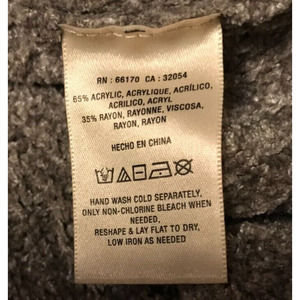 RN : 66170 CA : 32054
65% ACRYLIC, ACRYLIQUE, ACRÍLICO,
ACRILICO, ACRYL
35% RAYON, RAYONNE, VISCOSA,
RAYON, RAYON
HECHO EN CHINA
HAND WASH COLD SEPARATELY,
ONLY NON-CHLORINE BLEACH WHEN
NEEDED,
RESHAPE & LAY FLAT TO DRY,
LOW IRON AS NEEDED